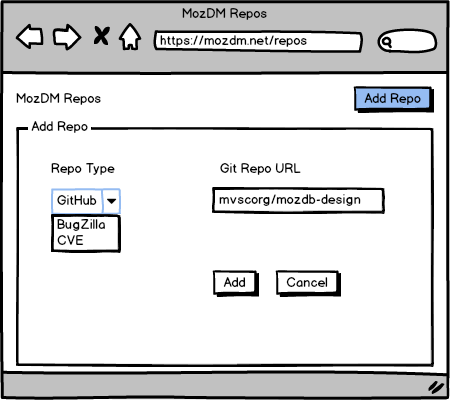 MozDM Repos
https://mozdm.net/repos
MozDM Repos
Add Repo
Add Repo
Repo Type
Git Repo URL
GitHub
mvscorg/mozdb-design
BugZilla
CVE
Add
Cancel